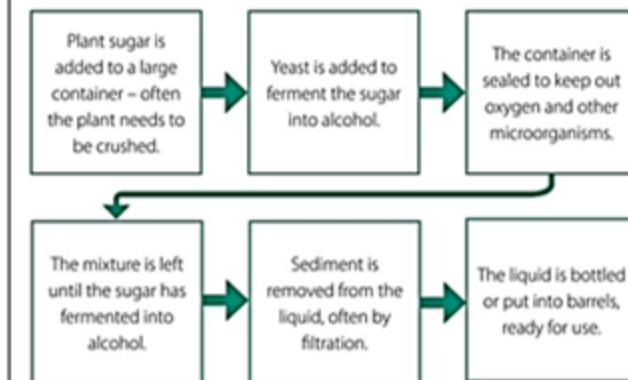 Plant sugar is
added to a large
container – often
the plant needs to
be crushed.
Yeast is added to
ferment the sugar
into alcohol.
The container is
sealed to keep out
oxygen and other
microorganisms.
The mixture is left
until the sugar has
fermented into
alcohol.
Sediment is
removed from the
liquid, often by
filtration.
The liquid is bottled
or put into barrels,
ready for use.